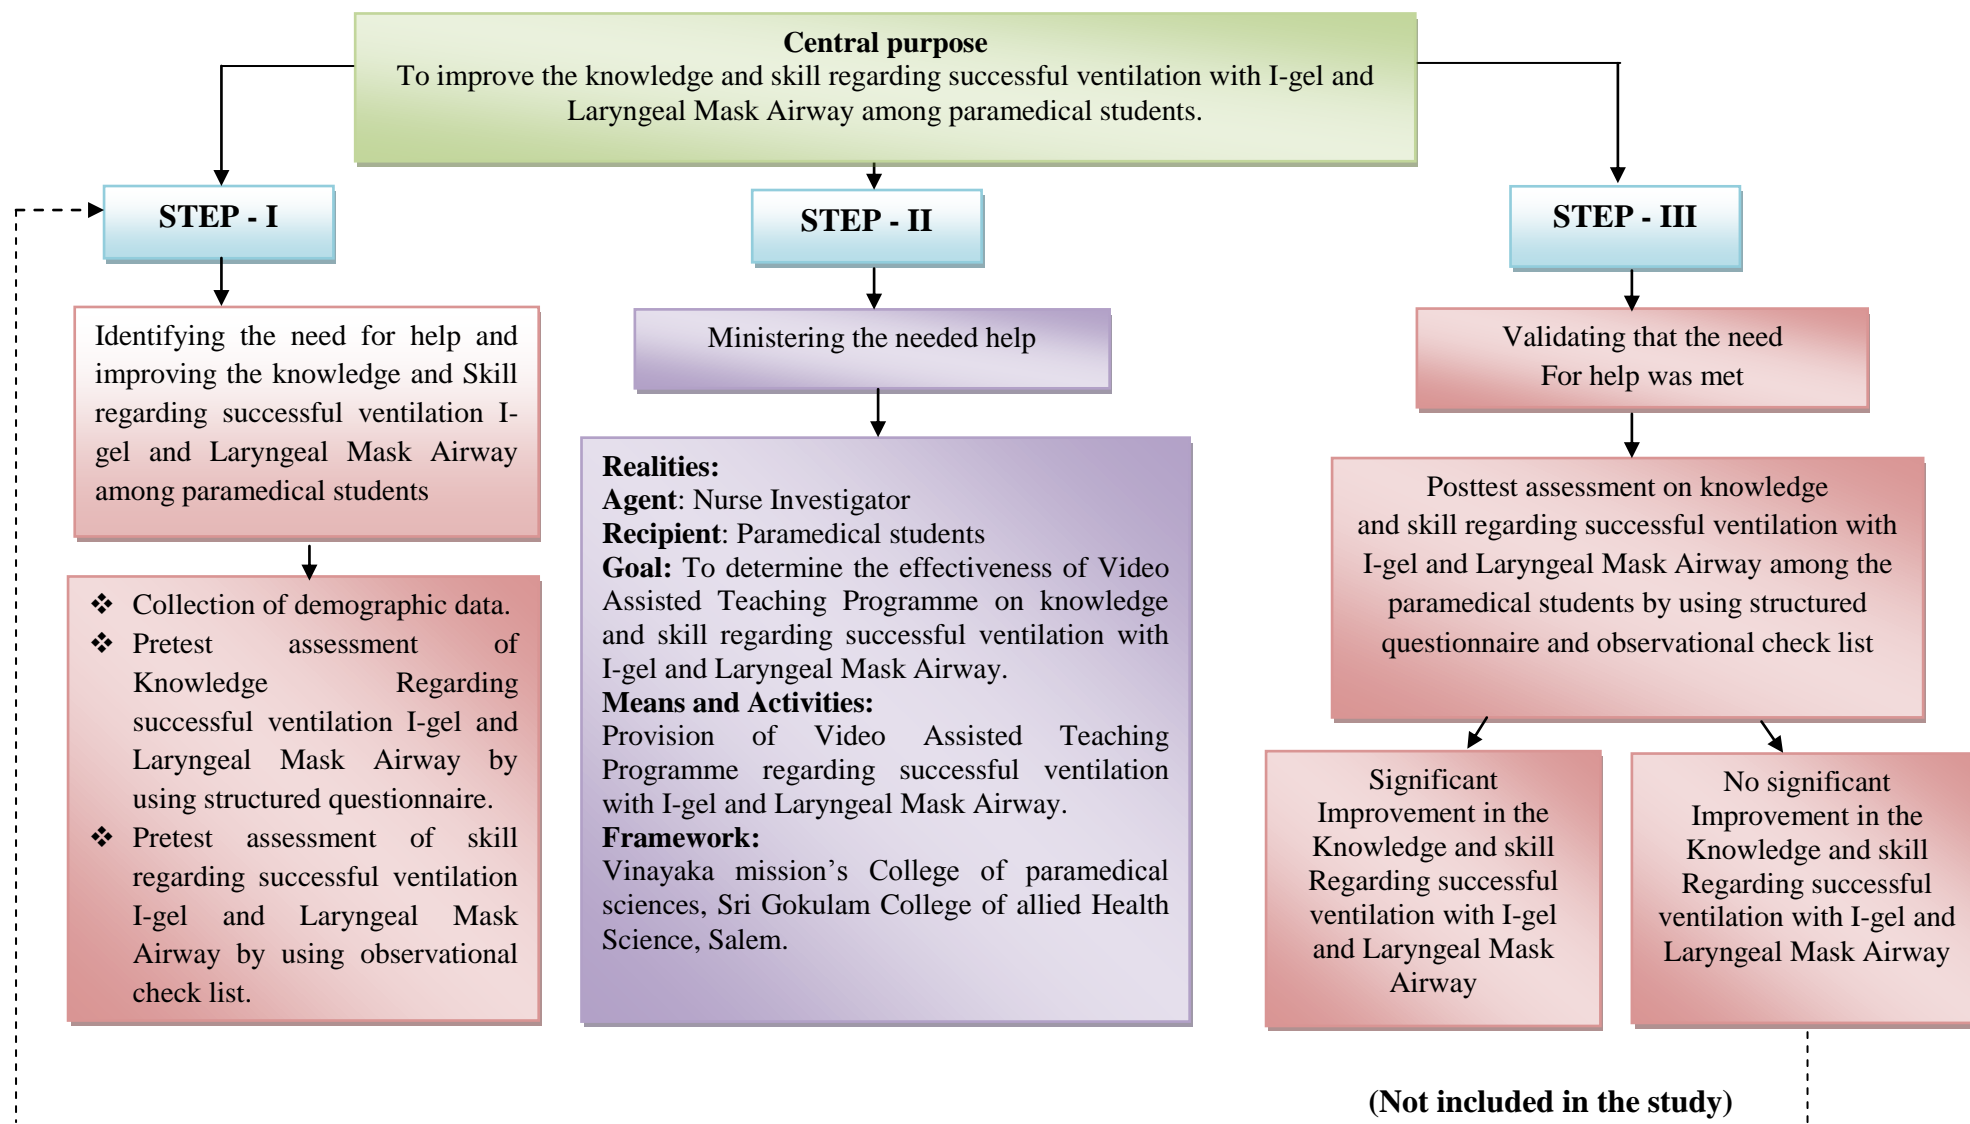 Central purpose
To improve the knowledge and skill regarding successful ventilation with I-gel and
Laryngeal Mask Airway among paramedical students.
STEP - I
Identifying the need for help and
improving the knowledge and Skill
regarding successful ventilation I-
gel and Laryngeal Mask Airway
among paramedical students
❖ Collection of demographic data.
❖ Pretest assessment of
Knowledge Regarding
successful ventilation I-gel and
Laryngeal Mask Airway by
using structured questionnaire.
❖ Pretest assessment of skill
regarding successful ventilation
I-gel and Laryngeal Mask
Airway by using observational
check list.
STEP - II
Ministering the needed help
Realities:
Agent: Nurse Investigator
Recipient: Paramedical students
Goal: To determine the effectiveness of Video
Assisted Teaching Programme on knowledge
and skill regarding successful ventilation with
I-gel and Laryngeal Mask Airway.
Means and Activities:
Provision of Video Assisted Teaching
Programme regarding successful ventilation
with I-gel and Laryngeal Mask Airway.
Framework:
Vinayaka mission’s College of paramedical
sciences, Sri Gokulam College of allied Health
Science, Salem.
STEP - III
Validating that the need
For help was met
Posttest assessment on knowledge
and skill regarding successful ventilation with
I-gel and Laryngeal Mask Airway among the
paramedical students by using structured
questionnaire and observational check list
Significant
Improvement in the
Knowledge and skill
Regarding successful
ventilation with I-gel
and Laryngeal Mask
Airway
No significant
Improvement in the
Knowledge and skill
Regarding successful
ventilation with I-gel and
Laryngeal Mask Airway
(Not included in the study)